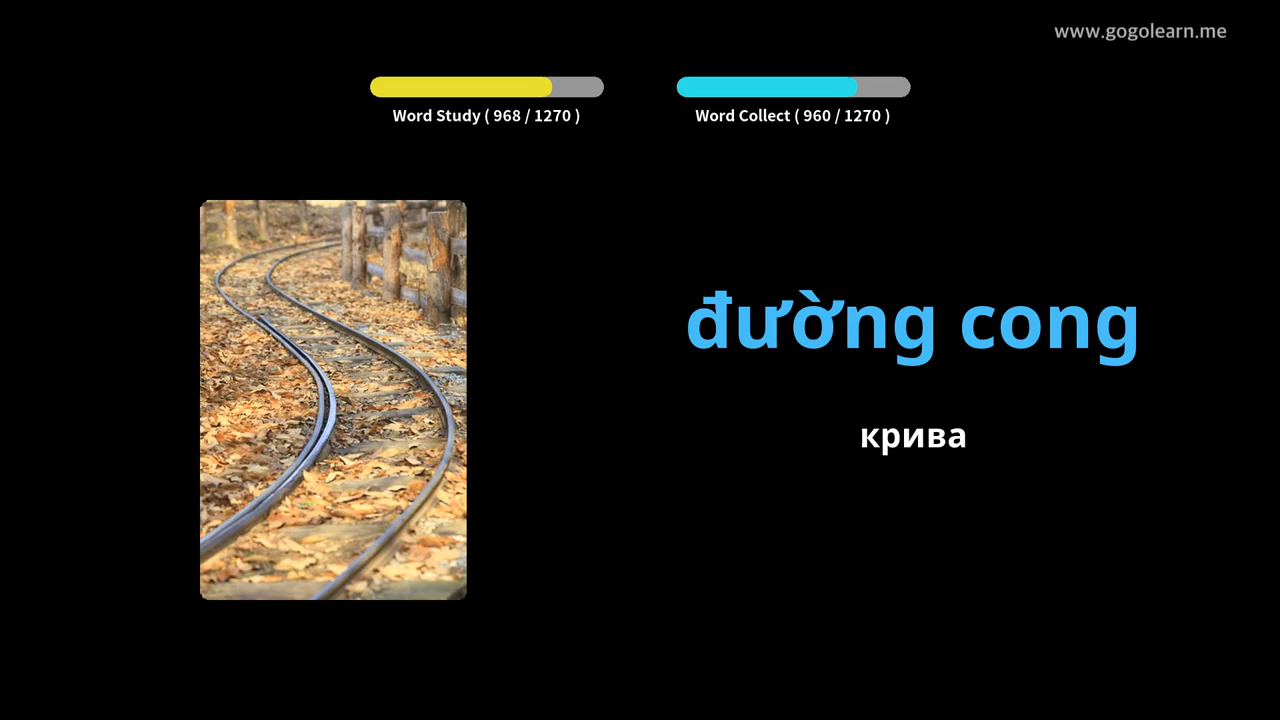 www.gogolearn.me
Word Study ( 968 / 1270 )
Word Collect ( 960 / 1270 )
đường cong
крива